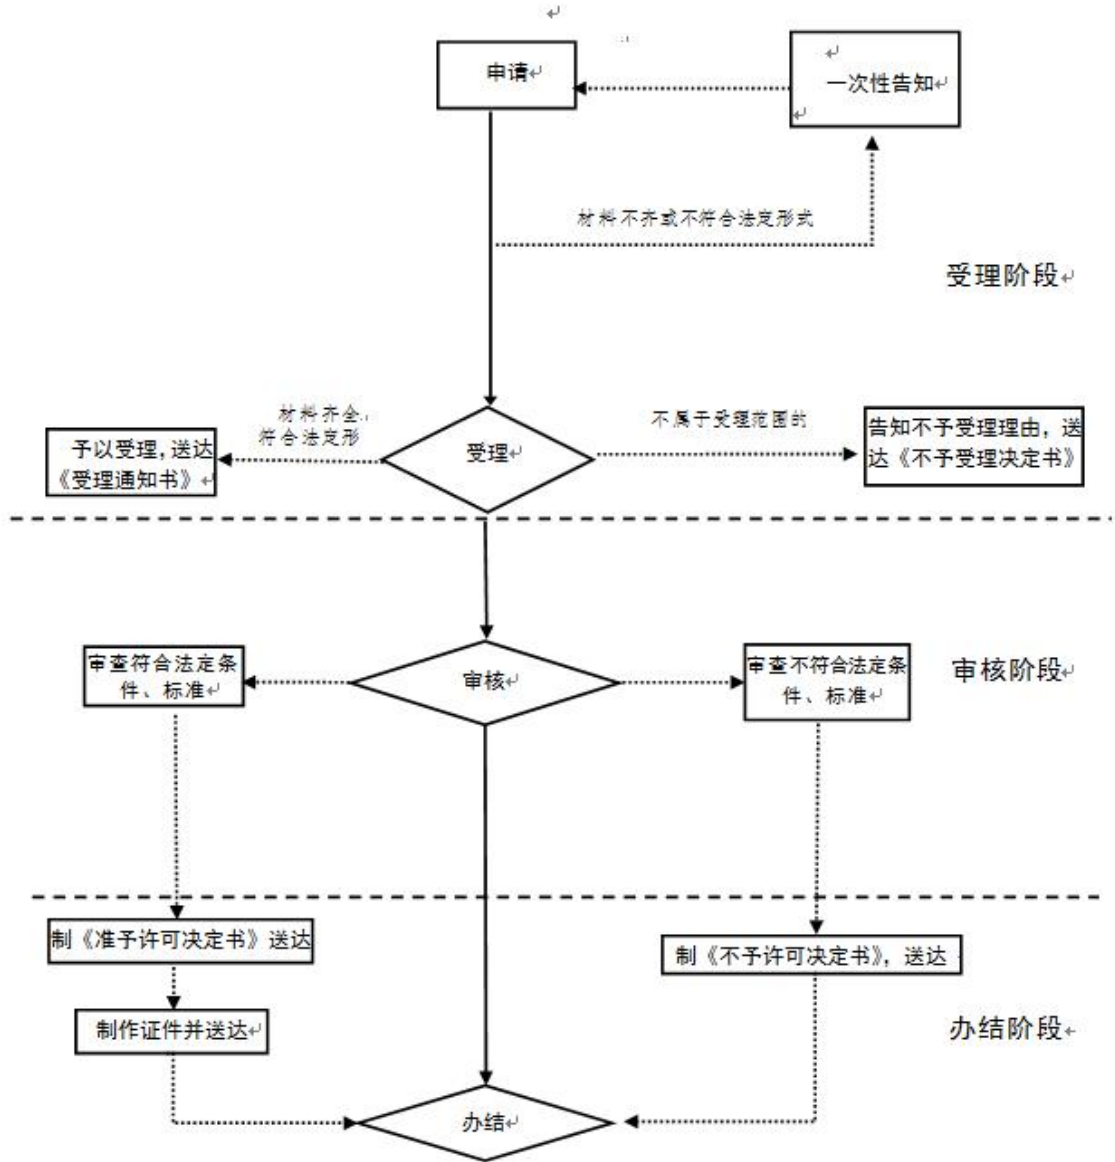 申请
一次性告知
材料不齐或不符合法定形式
受理阶段
材料齐全
符合法定形
不属于受理范围的
予以受理，送达
《受理通知书》
受理
告知不予受理理由，送
达《不予受理决定书》
审查符合法定条
件、标准
审核
审查不符合法定条
件、标准
审核阶段
制《准予许可决定书》送达
制《不予许可决定书》，送达
制作证件并送达
办结阶段
办结